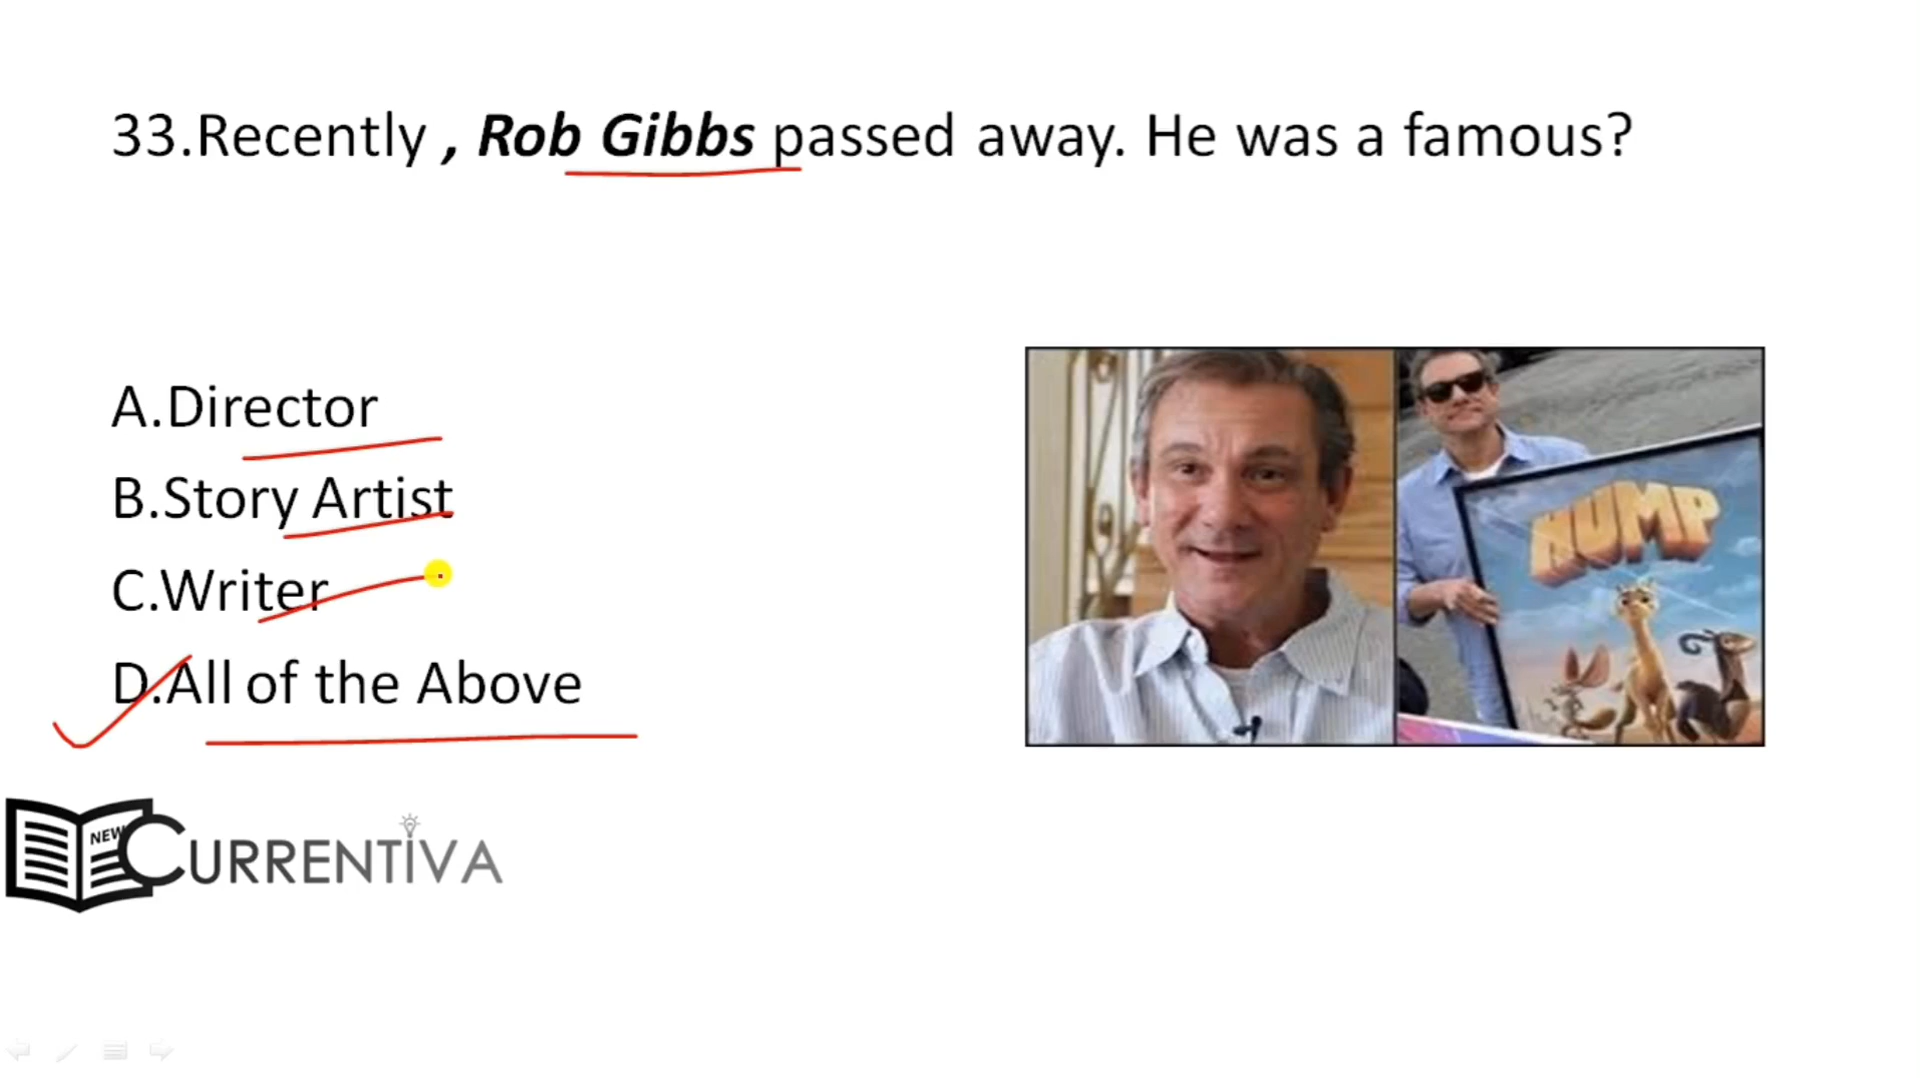 33.Recently , Rob Gibbs passed away. He was a famous?
A.Director
B.Story Artist
C.Writer
D.All of the Above
HUMP
NEW
CURRENTIVA